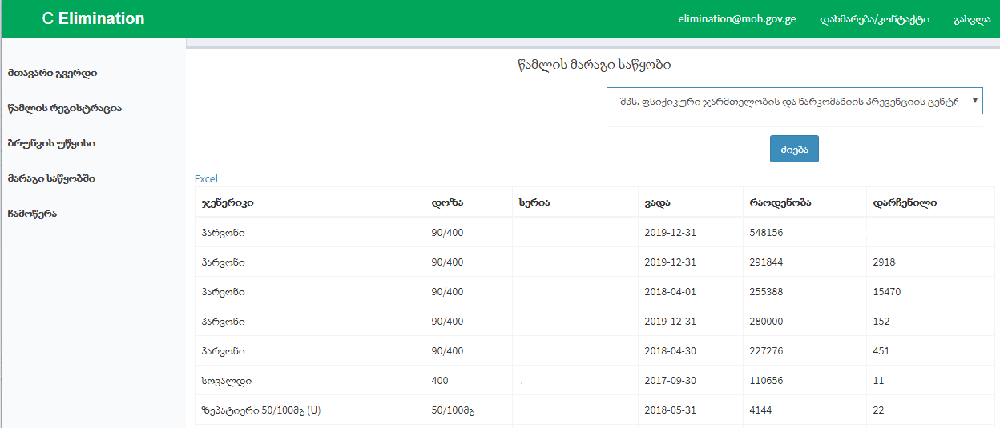 C Elimination
elimination@moh.gov.ge დახმარება/კონტაქტი გასვლა
მთავარი გვერდი
წამლის რეგისტრაცია
ბრუნვის უწყისი
მარაგი საწყობში
ჩამოწერა
წამლის მარაგი საწყობი
შპს. ფსიქიკური ჯარმთელობის და ნარკომანიის პრევენციის ცენტრ
ძიება
Excel
ჯენერიკი დოზა სერია ვადა რაოდენობა დარჩენილი
ჰარვონი 90/400 2019-12-31 548156
ჰარვონი 90/400 2019-12-31 291844 2918
ჰარვონი 90/400 2018-04-01 255388 15470
ჰარვონი 90/400 2019-12-31 280000 152
ჰარვონი 90/400 2018-04-30 227276 451
სოვალდი 400 2017-09-30 110656 11
ზეპატიერი 50/100მგ (U) 50/100მგ 2018-05-31 4144 22